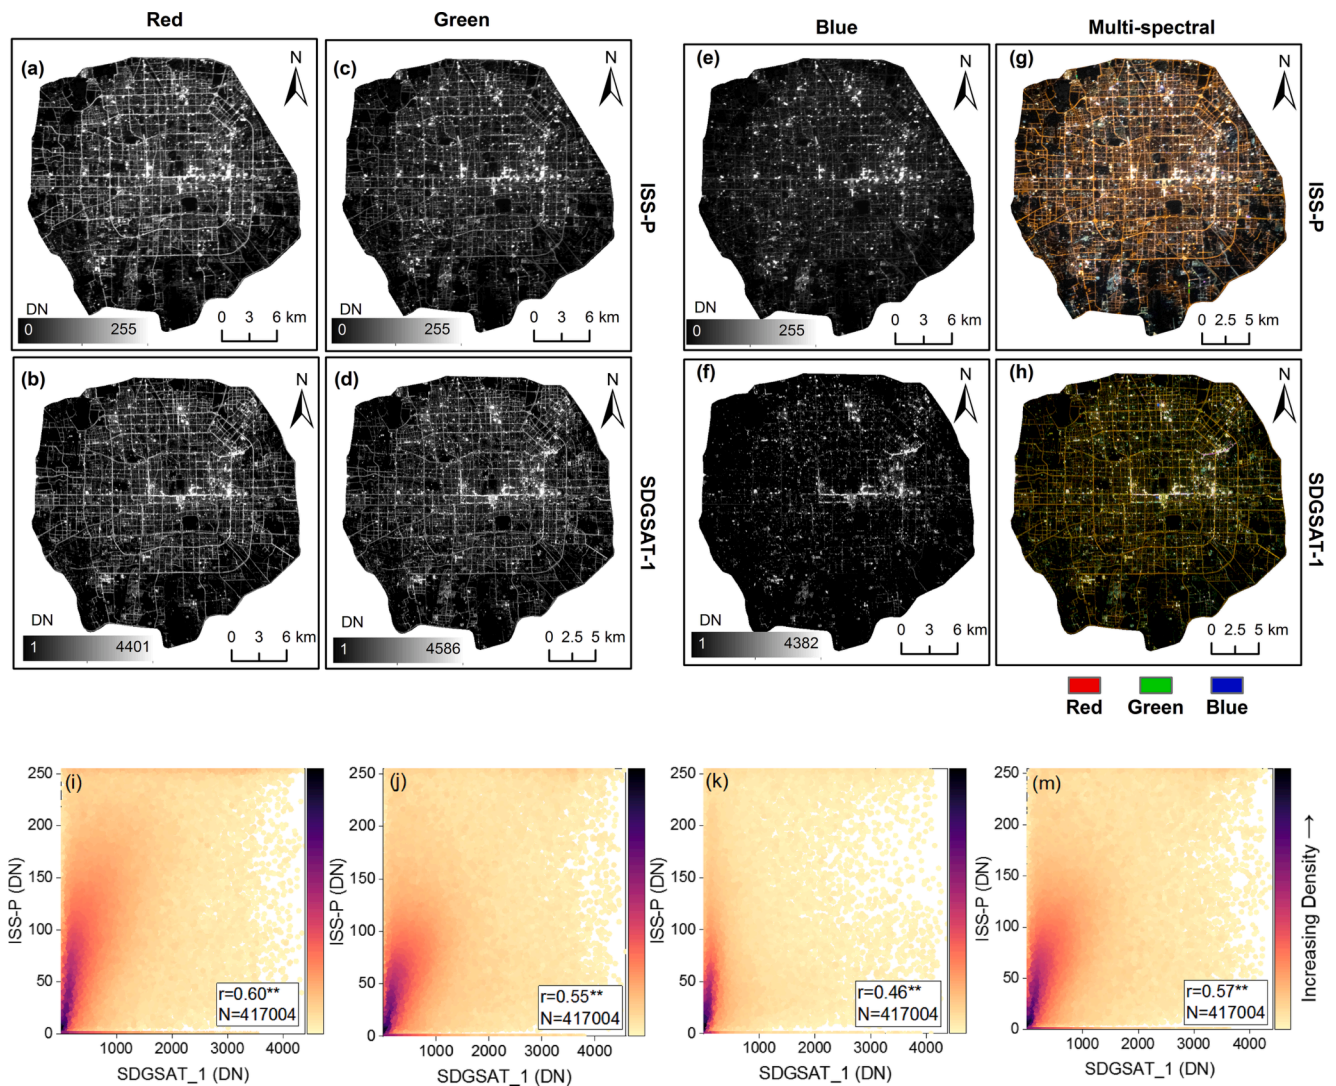 Red
Green
Blue
Multi-spectral
(a)
N
DN
0
255
0 3 6 km
(c)
N
DN
0
255
0 3 6 km
ISS-P
(e)
N
DN
0
255
0 3 6 km
(g)
N
0 2.5 5 km
ISS-P
(b)
N
DN
1
4401
0 3 6 km
(d)
N
DN
1
4586
0 2.5 5 km
SDGSAT-1
(f)
N
DN
1
4382
0 3 6 km
(h)
N
0 2.5 5 km
SDGSAT-1
Red
Green
Blue
(i)
250
200
150
100
50
0
ISS-P (DN)
r=0.60**
N=417004
1000 2000 3000 4000
SDGSAT_1 (DN)
(j)
250
200
150
100
50
0
ISS-P (DN)
r=0.55**
N=417004
1000 2000 3000 4000
SDGSAT_1 (DN)
(k)
250
200
150
100
50
0
ISS-P (DN)
r=0.46**
N=417004
1000 2000 3000 4000
SDGSAT_1 (DN)
(m)
250
200
150
100
50
0
ISS-P (DN)
r=0.57**
N=417004
1000 2000 3000 4000
SDGSAT_1 (DN)
Increasing Density →